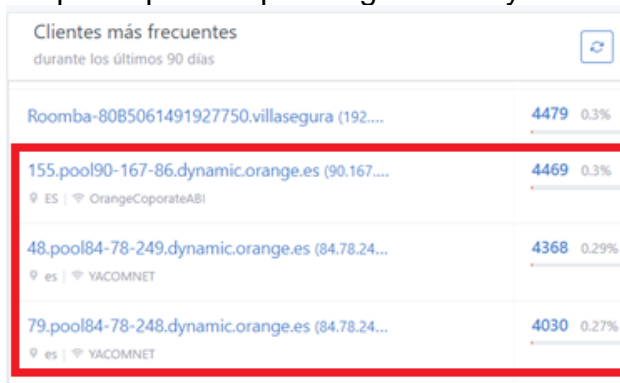 Clientes más frecuentes
durante los últimos 90 días
Roomba-80B5061491927750.villasegura (192.... 4479 0.3%
155.pool90-167-86.dynamic.orange.es (90.167.... 4469 0.3%
ES | OrangeCoporateABI
48.pool84-78-249.dynamic.orange.es (84.78.24... 4368 0.29%
es | YACOMNET
79.pool84-78-248.dynamic.orange.es (84.78.24... 4030 0.27%
es | YACOMNET